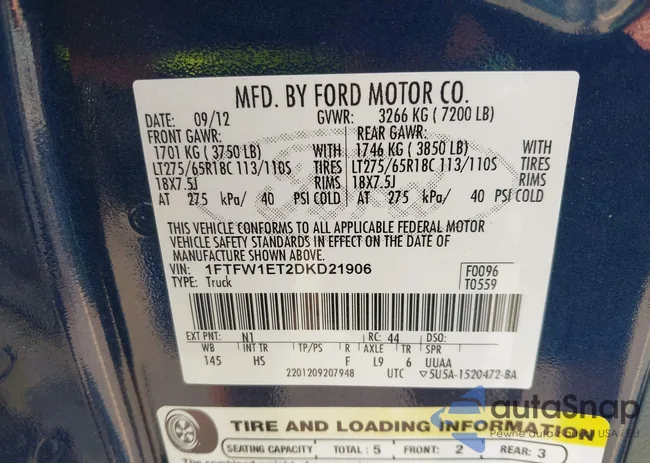 MFD. BY FORD MOTOR CO.
DATE: 09/12 GVWR: 3266 KG ( 7200 LB)
FRONT GAWR: REAR GAWR:
1701 KG ( 3750 LB) WITH 1746 KG ( 3850 LB) WITH
LT275/65R18C 113/110S TIRES LT275/65R18C 113/110S TIRES
18X7.5J RIMS 18X7.5J RIMS
AT 275 kPa/ 40 PSI COLD AT 275 kPa/ 40 PSI COLD
THIS VEHICLE CONFORMS TO ALL APPLICABLE FEDERAL MOTOR
VEHICLE SAFETY STANDARDS IN EFFECT ON THE DATE OF
MANUFACTURE SHOWN ABOVE.
VIN: 1FTFW1ET2DKD21906 F0096
TYPE: Truck T0559
EXT PNT: N1 RC: 44 DSO:
WB INT TR TP/PS R AXLE TR SPR
145 HS F L9 6 UUAA
2201209207948 UTC ▽5U5A-1520472-BA
autoSnap
TIRE AND LOADING INFORMATION
SEATING CAPACITY TOTAL : 5 FRONT: 2 REAR: 3